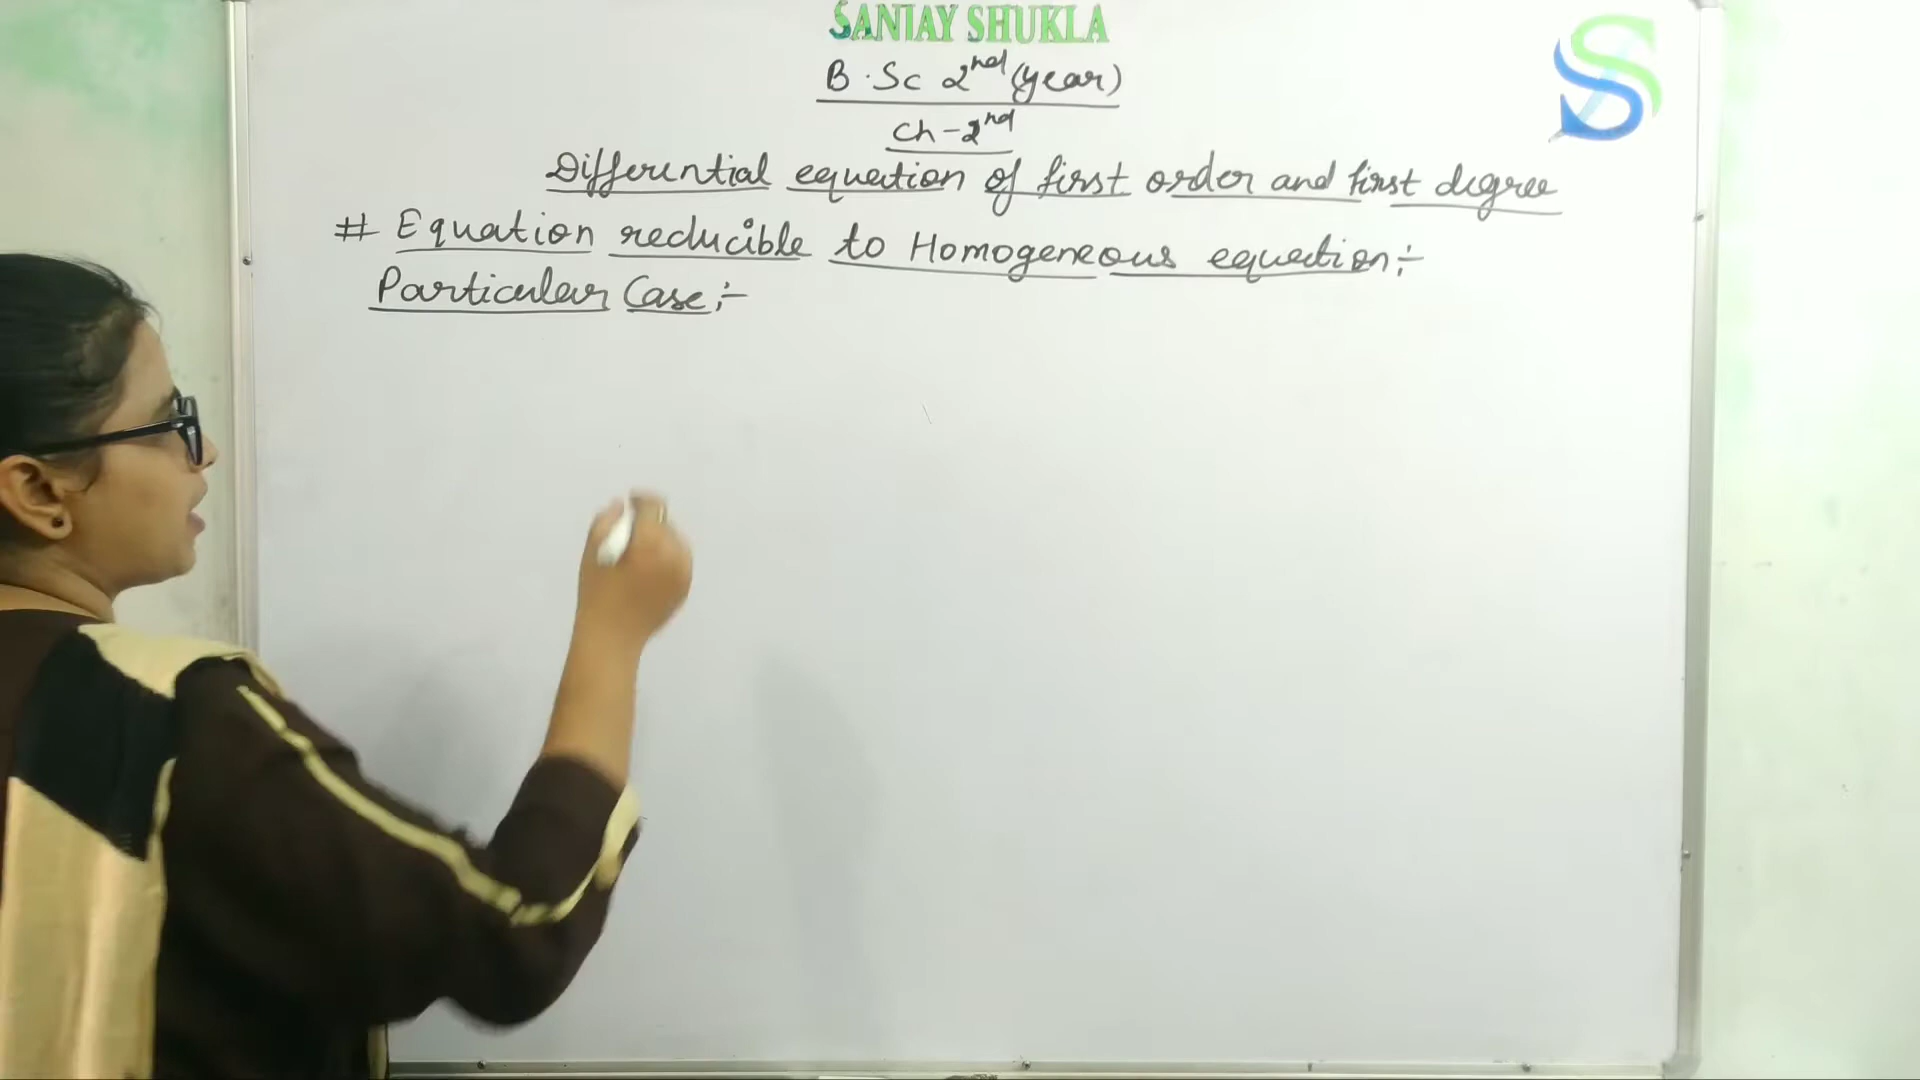 SANJAY SHUKLA
B.Sc 2nd (year)
Ch-2nd
Differential equation of first order and first degree
# Equation reducible to Homogeneous equation:-
Particular Case:-